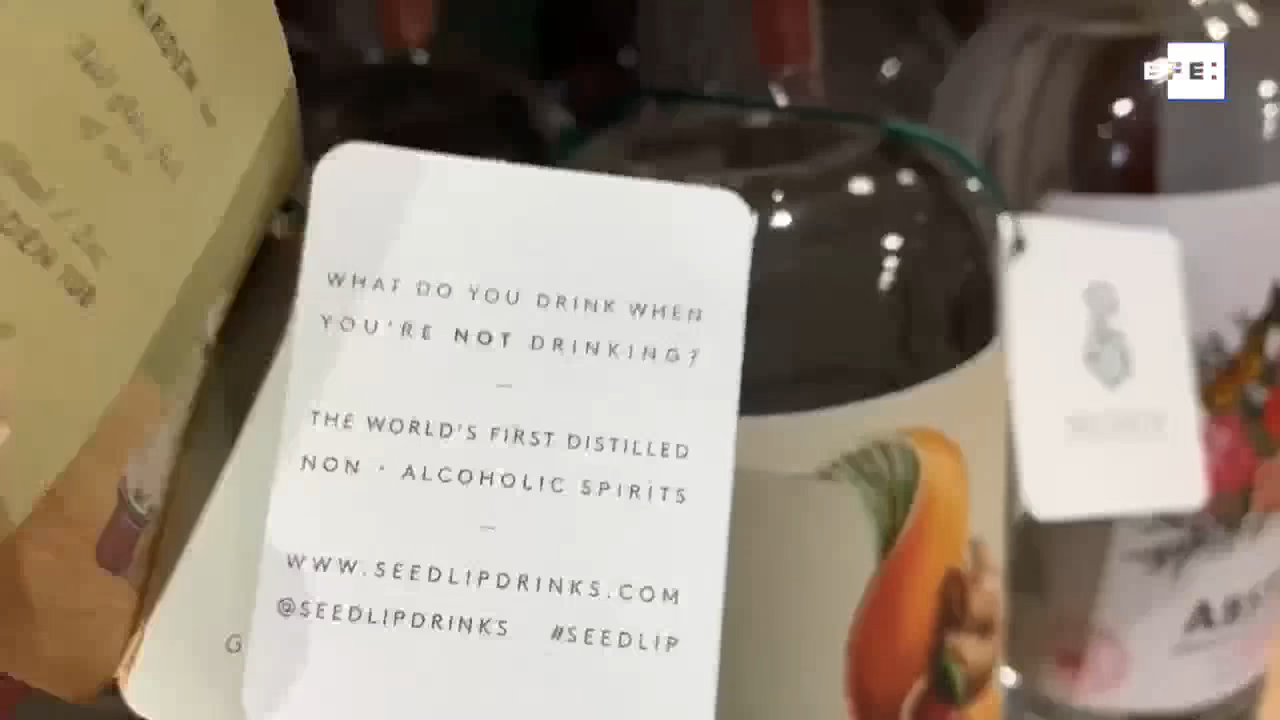 EFE:
WHAT DO YOU DRINK WHEN
YOU'RE NOT DRINKING?
—
THE WORLD'S FIRST DISTILLED
NON · ALCOHOLIC SPIRITS
—
WWW.SEEDLIPDRINKS.COM
@SEEDLIPDRINKS #SEEDLIP
G